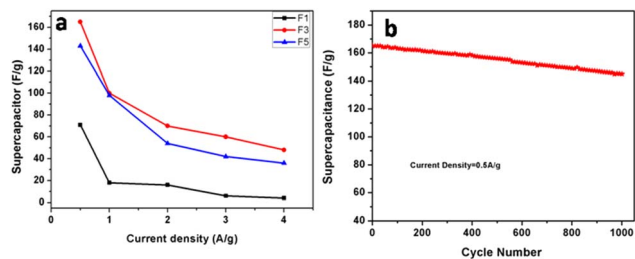 a
F1
F3
F5
160
140
120
100
80
60
40
20
0
Supercapacitor (F/g)
0 1 2 3 4
Current density (A/g)
b
200
180
160
140
120
100
80
60
40
Supercapacitance (F/g)
Current Density=0.5A/g
0 200 400 600 800 1000
Cycle Number